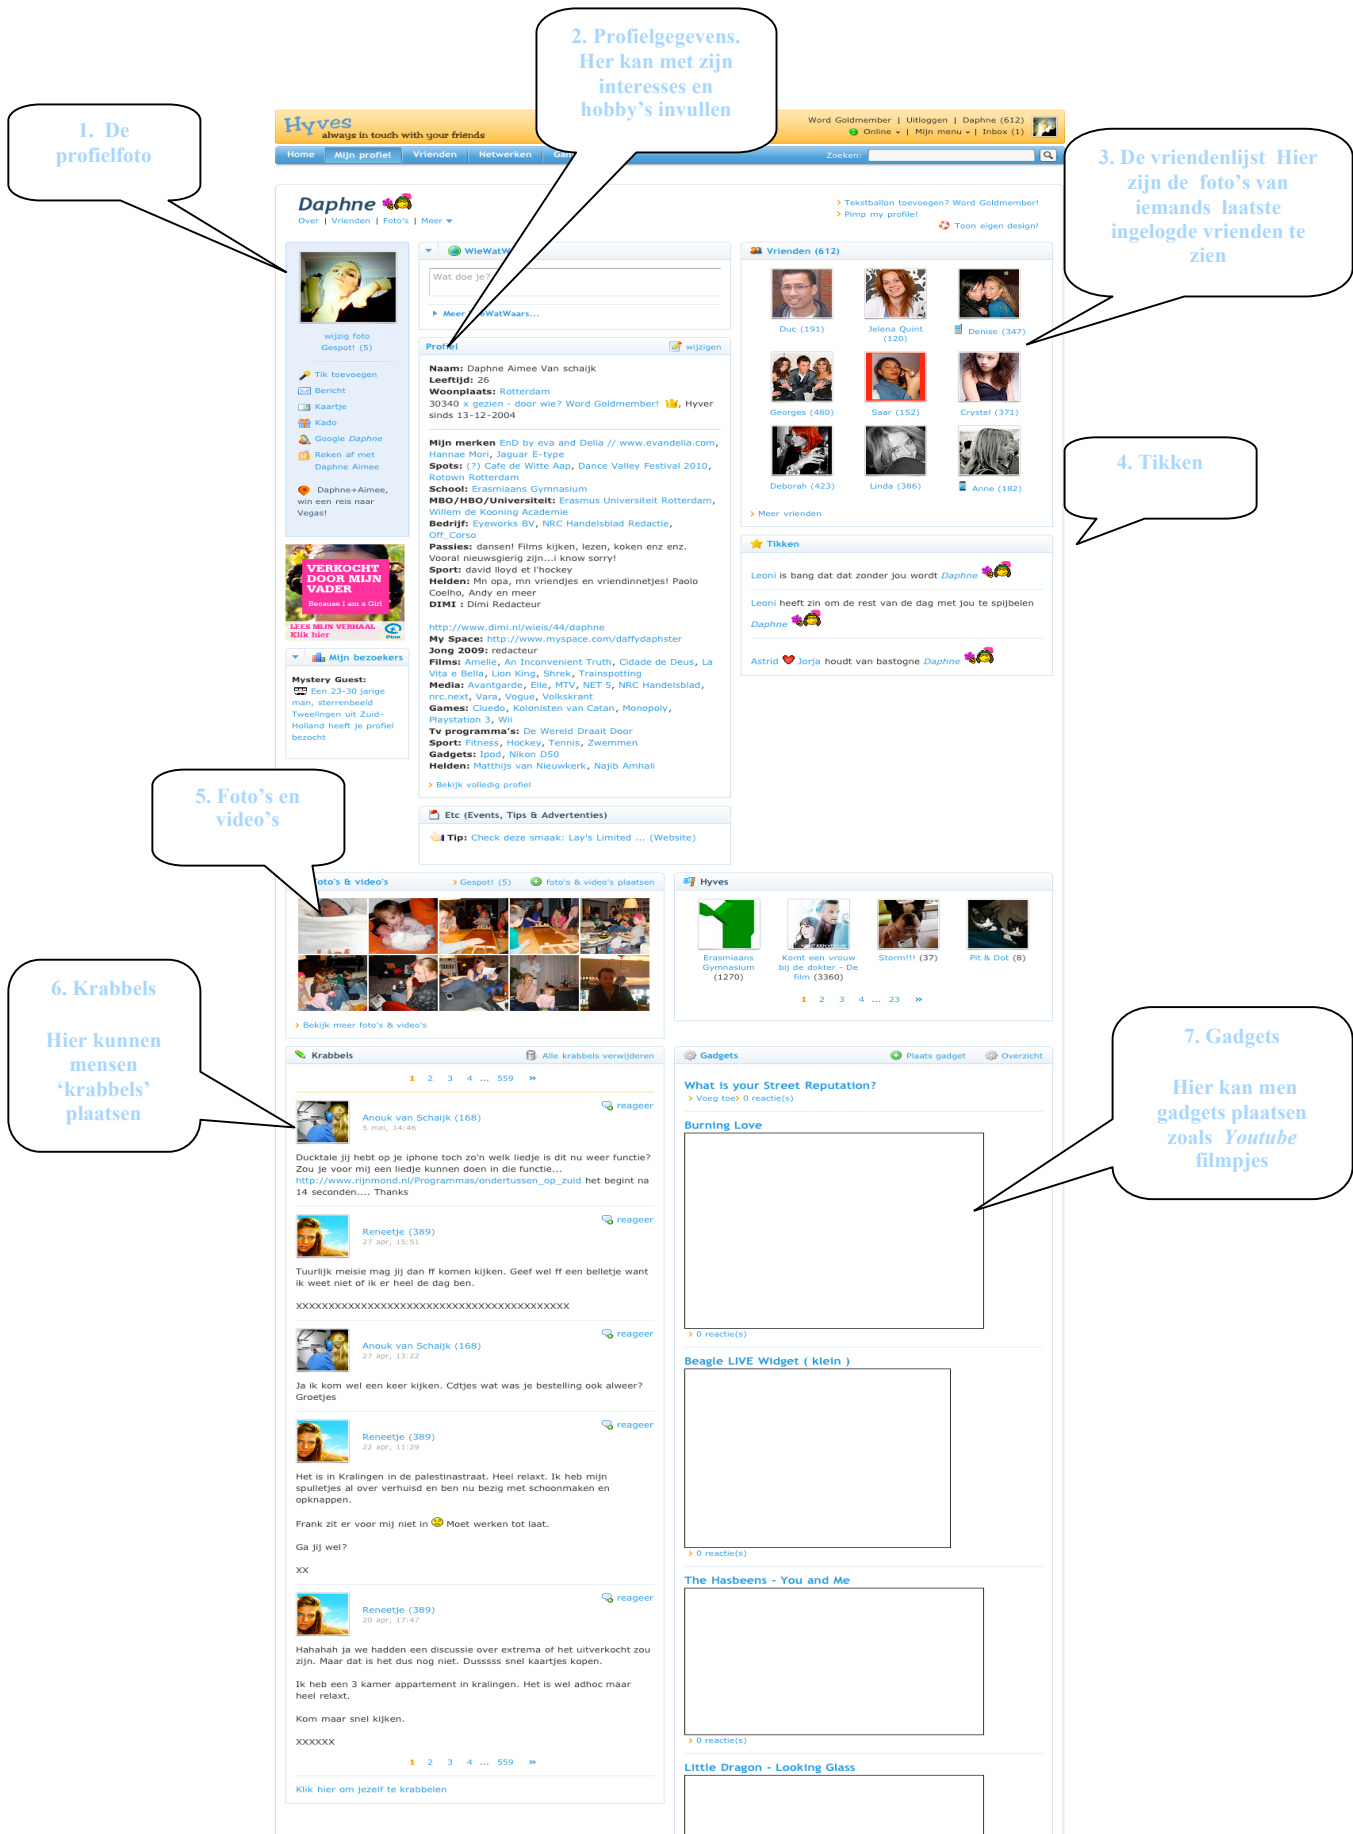 2. Profielgegevens.
Her kan met zijn
interesses en
hobby's invullen
1. De
profielfoto
3. De vriendenlijst Hier
zijn de foto's van
iemands laatste
ingelogde vrienden te
zien
4. Tikken
5. Foto's en
video's
6. Krabbels
Hier kunnen
mensen
'krabbels'
plaatsen
7. Gadgets
Hier kan men
gadgets plaatsen
zoals Youtube
filmpjes
Hyves
always in touch with your friends
Word Goldmember | Uitloggen | Daphne (612)
Online | Mijn menu | Inbox (1)
Home Mijn profiel Vrienden Netwerken
Zoeken:
Daphne
Over | Vrienden | Foto's | Meer
Tekstballon toevoegen? Word Goldmember!
Pimp my profile!
Toon eigen design!
wijzig foto
Gespot! (5)
Tik toevoegen
Bericht
Kaartje
Kado
Google Daphne
Reken af met
Daphne Aimee
Daphne+Aimee,
win een reis naar
Vegas!
VERKOCHT
DOOR MIJN
VADER
Because I am a Girl
LEES MIJN VERHAAL
Klik hier
Plan
Mijn bezoekers
Mystery Guest:
Een 23-30 jarige
man, sterrenbeeld
Tweelingen uit Zuid-
Holland heeft je profiel
bezocht
Wat doe je?
Profiel
wijzigen
Naam: Daphne Aimee Van schaijk
Leeftijd: 26
Woonplaats: Rotterdam
30340 x gezien - door wie? Word Goldmember! , Hyver
sinds 13-12-2004
Mijn merken EnD by eva and Delia // www.evandelia.com,
Hannae Mori, Jaguar E-type
Spots: (?) Cafe de Witte Aap, Dance Valley Festival 2010,
Rotown Rotterdam
School: Erasmiaans Gymnasium
MBO/HBO/Universiteit: Erasmus Universiteit Rotterdam,
Willem de Kooning Academie
Bedrijf: Eyeworks BV, NRC Handelsblad Redactie,
Off_Corso
Passies: dansen! Films kijken, lezen, koken enz enz.
Vooral nieuwsgierig zijn...i know sorry!
Sport: david lloyd et l'hockey
Helden: Mn opa, mn vriendjes en vriendinnetjes! Paolo
Coelho, Andy en meer
DIMI : Dimi Redacteur
http://www.dimi.nl/wieis/44/daphne
My Space: http://www.myspace.com/daffydaphster
Jong 2009: redacteur
Films: Amelie, An Inconvenient Truth, Cidade de Deus, La
Vita e Bella, Lion King, Shrek, Trainspotting
Media: Avantgarde, Elle, MTV, NET 5, NRC Handelsblad,
nrc.next, Vara, Vogue, Volkskrant
Games: Cluedo, Kolonisten van Catan, Monopoly,
Playstation 3, Wii
Tv programma's: De Wereld Draait Door
Sport: Fitness, Hockey, Tennis, Zwemmen
Gadgets: Ipod, Nikon D50
Helden: Matthijs van Nieuwkerk, Najib Amhali
Bekijk volledig profiel
Etc (Events, Tips & Advertenties)
Tip: Check deze smaak: Lay's Limited ... (Website)
Vrienden (612)
Duc (191)
Jelena Quint
(120)
Denise (347)
Georges (480)
Saar (152)
Crystel (371)
Deborah (423)
Linda (386)
Anne (182)
Meer vrienden
Tikken
Leoni is bang dat dat zonder jou wordt Daphne
Leoni heeft zin om de rest van de dag met jou te spijbelen
Daphne
Astrid Jorja houdt van bastogne Daphne
& video's
Gespot! (5)
foto's & video's plaatsen
Bekijk meer foto's & video's
Hyves
Erasmiaans
Gymnasium
(1270)
Komt een vrouw
bij de dokter - De
film (3360)
Storm!!! (37)
Pit & Dot (8)
1 2 3 4 ... 23 »
Krabbels
Alle krabbels verwijderen
1 2 3 4 ... 559 »
Anouk van Schaijk (168)
5 mei, 14:46
reageer
Ducktale jij hebt op je iphone toch zo'n welk liedje is dit nu weer functie?
Zou je voor mij een liedje kunnen doen in die functie...
http://www.rijnmond.nl/Programmas/ondertussen_op_zuid het begint na
14 seconden.... Thanks
Reneetje (389)
27 apr, 15:51
reageer
Tuurlijk meisie mag jij dan ff komen kijken. Geef wel ff een belletje want
ik weet niet of ik er heel de dag ben.
XXXXXXXXXXXXXXXXXXXXXXXXXXXXXXXXXXXXXXXXXX
Anouk van Schaijk (168)
27 apr, 13:22
reageer
Ja ik kom wel een keer kijken. Cdtjes wat was je bestelling ook alweer?
Groetjes
Reneetje (389)
22 apr, 11:29
reageer
Het is in Kralingen in de palestinastraat. Heel relaxt. Ik heb mijn
spulletjes al over verhuisd en ben nu bezig met schoonmaken en
opknappen.
Frank zit er voor mij niet in Moet werken tot laat.
Ga jij wel?
XX
Reneetje (389)
20 apr, 17:47
reageer
Hahahah ja we hadden een discussie over extrema of het uitverkocht zou
zijn. Maar dat is het dus nog niet. Dusssss snel kaartjes kopen.
Ik heb een 3 kamer appartement in kralingen. Het is wel adhoc maar
heel relaxt.
Kom maar snel kijken.
XXXXXX
1 2 3 4 ... 559 »
Klik hier om jezelf te krabbelen
Gadgets
Plaats gadget
Overzicht
What is your Street Reputation?
Voeg toe 0 reactie(s)
Burning Love
0 reactie(s)
Beagle LIVE Widget ( klein )
0 reactie(s)
The Hasbeens - You and Me
0 reactie(s)
Little Dragon - Looking Glass